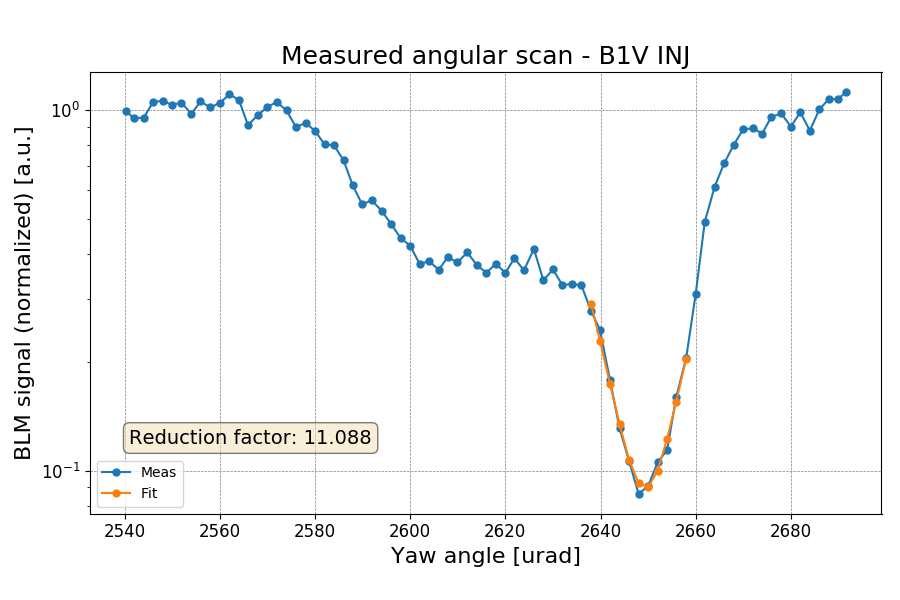 Measured angular scan - B1V INJ
BLM signal (normalized) [a.u.]
10⁰
10⁻¹
Reduction factor: 11.088
Meas
Fit
2540 2560 2580 2600 2620 2640 2660 2680
Yaw angle [urad]